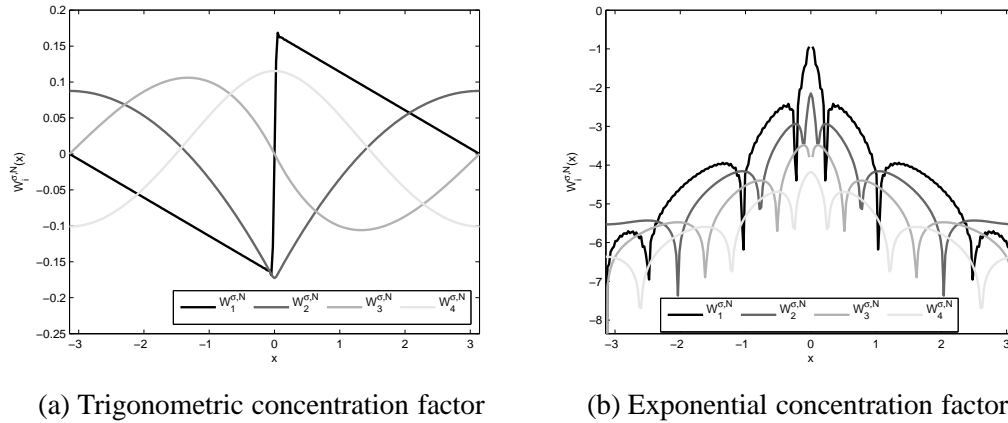 0.2
0.15
0.1
0.05
0
−0.05
−0.1
−0.15
−0.2
0.25
−3
−2
−1
0
1
2
3
x
W_i^{σ,N}(x)
W_1^{σ,N}
W_2^{σ,N}
W_3^{σ,N}
W_4^{σ,N}
(a) Trigonometric concentration factor
0
−1
−2
−3
−4
−5
−6
−7
−8
−3
−2
−1
0
1
2
3
x
W_i^{σ,N}(x)
W_1^{σ,N}
W_2^{σ,N}
W_3^{σ,N}
W_4^{σ,N}
(b) Exponential concentration factor